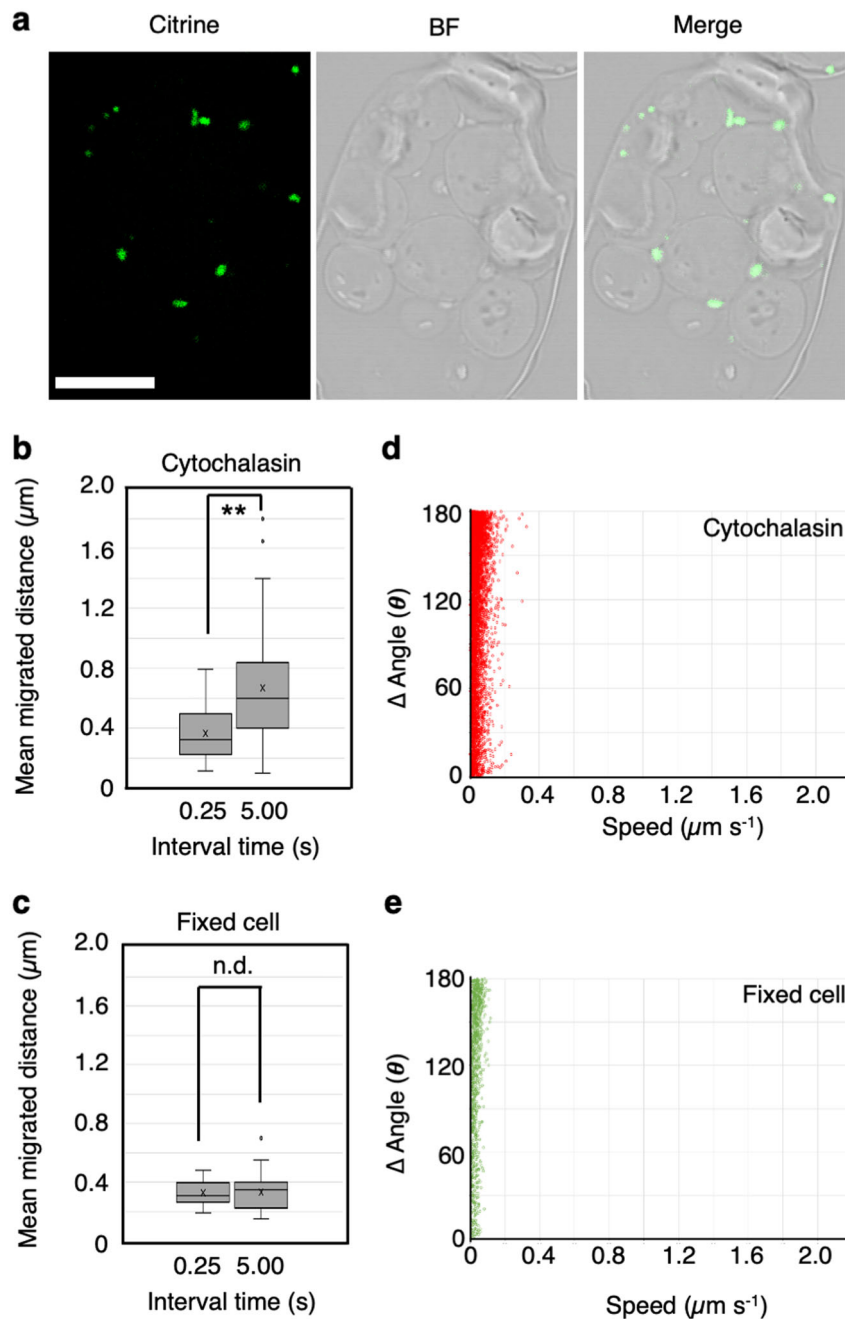 a
Citrine BF Merge
b
Cytochalasin
Mean migrated distance (μm)
2.0
1.6
1.2
0.8
0.4
0
**
x x
0.25 5.00
Interval time (s)
d
Cytochalasin
Δ Angle (θ)
180
120
60
0
0 0.4 0.8 1.2 1.6 2.0
Speed (μm s-1)
c
Fixed cell
Mean migrated distance (μm)
2.0
1.6
1.2
0.8
0.4
0
n.d.
x x
0.25 5.00
Interval time (s)
e
Fixed cell
Δ Angle (θ)
180
120
60
0
0 0.4 0.8 1.2 1.6 2.0
Speed (μm s-1)